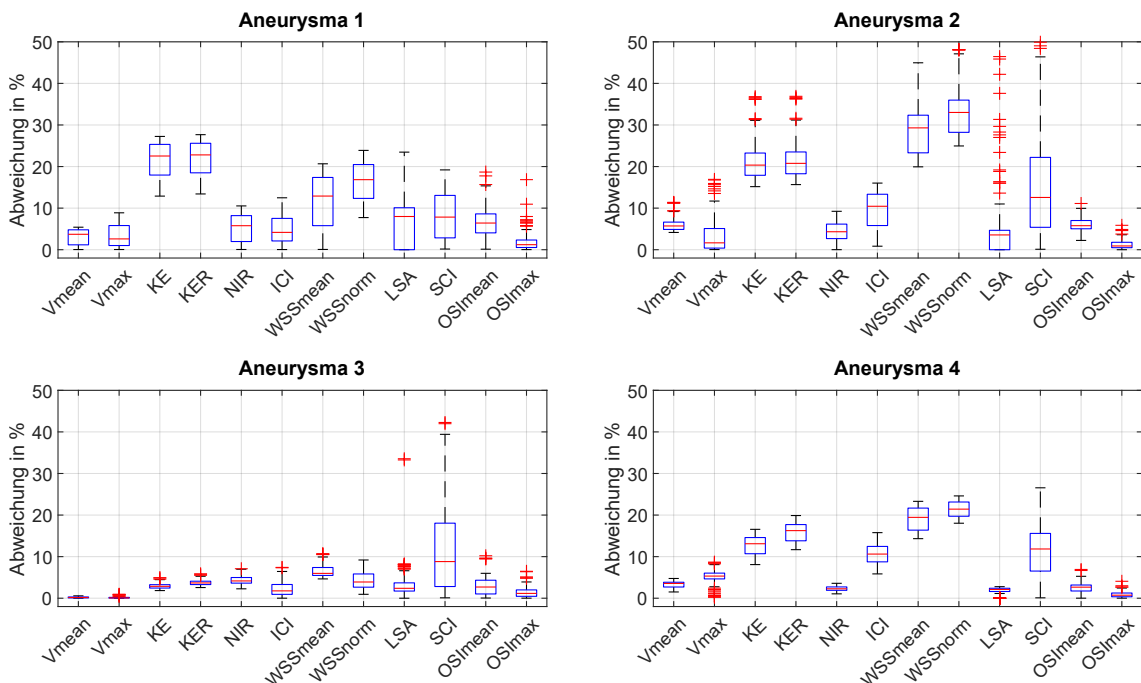 Aneurysma 1
Abweichung in %
50
40
30
20
10
0
Vmean
Vmax
KE
KER
NIR
ICI
WSSmean
WSSnorm
LSA
SCI
OSImean
OSImax
Aneurysma 2
Abweichung in %
50
40
30
20
10
0
Vmean
Vmax
KE
KER
NIR
ICI
WSSmean
WSSnorm
LSA
SCI
OSImean
OSImax
Aneurysma 3
Abweichung in %
50
40
30
20
10
0
Vmean
Vmax
KE
KER
NIR
ICI
WSSmean
WSSnorm
LSA
SCI
OSImean
OSImax
Aneurysma 4
Abweichung in %
50
40
30
20
10
0
Vmean
Vmax
KE
KER
NIR
ICI
WSSmean
WSSnorm
LSA
SCI
OSImean
OSImax